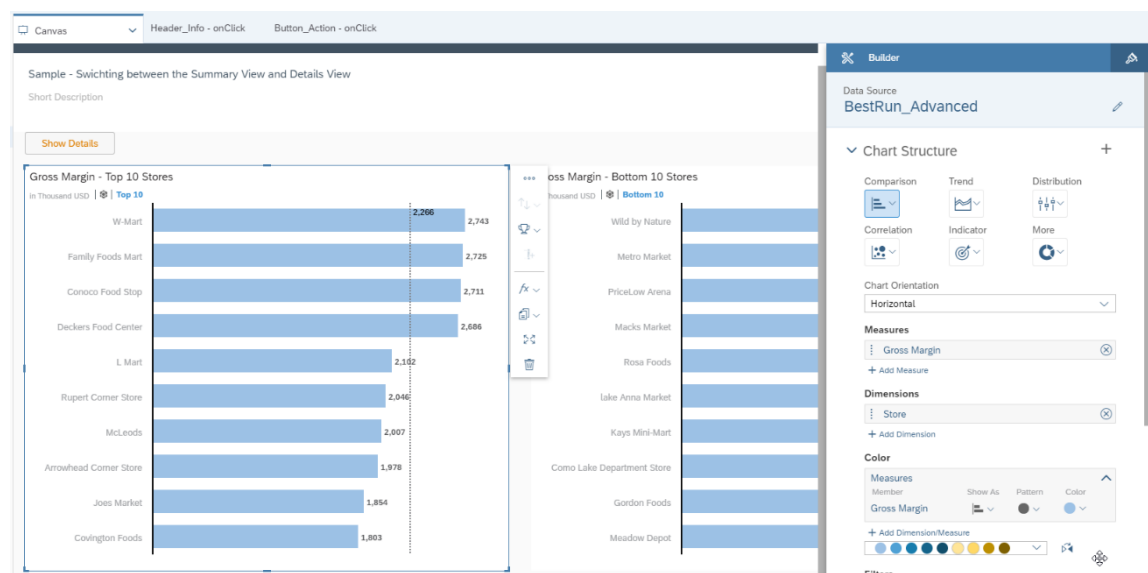 Canvas
Header_Info - onClick
Button_Action - onClick
Sample - Swichting between the Summary View and Details View
Short Description
Show Details
Gross Margin - Top 10 Stores
in Thousand USD
Top 10
2,266
W-Mart
2,743
Family Foods Mart
2,725
Conoco Food Stop
2,711
Deckers Food Center
2,686
L Mart
2,102
Rupert Corner Store
2,046
McLeods
2,007
Arrowhead Corner Store
1,978
Joes Market
1,854
Covington Foods
1,803
fx
oss Margin - Bottom 10 Stores
housand USD
Bottom 10
Wild by Nature
Metro Market
PriceLow Arena
Macks Market
Rosa Foods
lake Anna Market
Kays Mini-Mart
Como Lake Department Store
Gordon Foods
Meadow Depot
Builder
Data Source
BestRun_Advanced
Chart Structure
Comparison
Trend
Distribution
Correlation
Indicator
More
Chart Orientation
Horizontal
Measures
Gross Margin
+ Add Measure
Dimensions
Store
+ Add Dimension
Color
Measures
Member
Show As
Pattern
Color
Gross Margin
+ Add Dimension/Measure